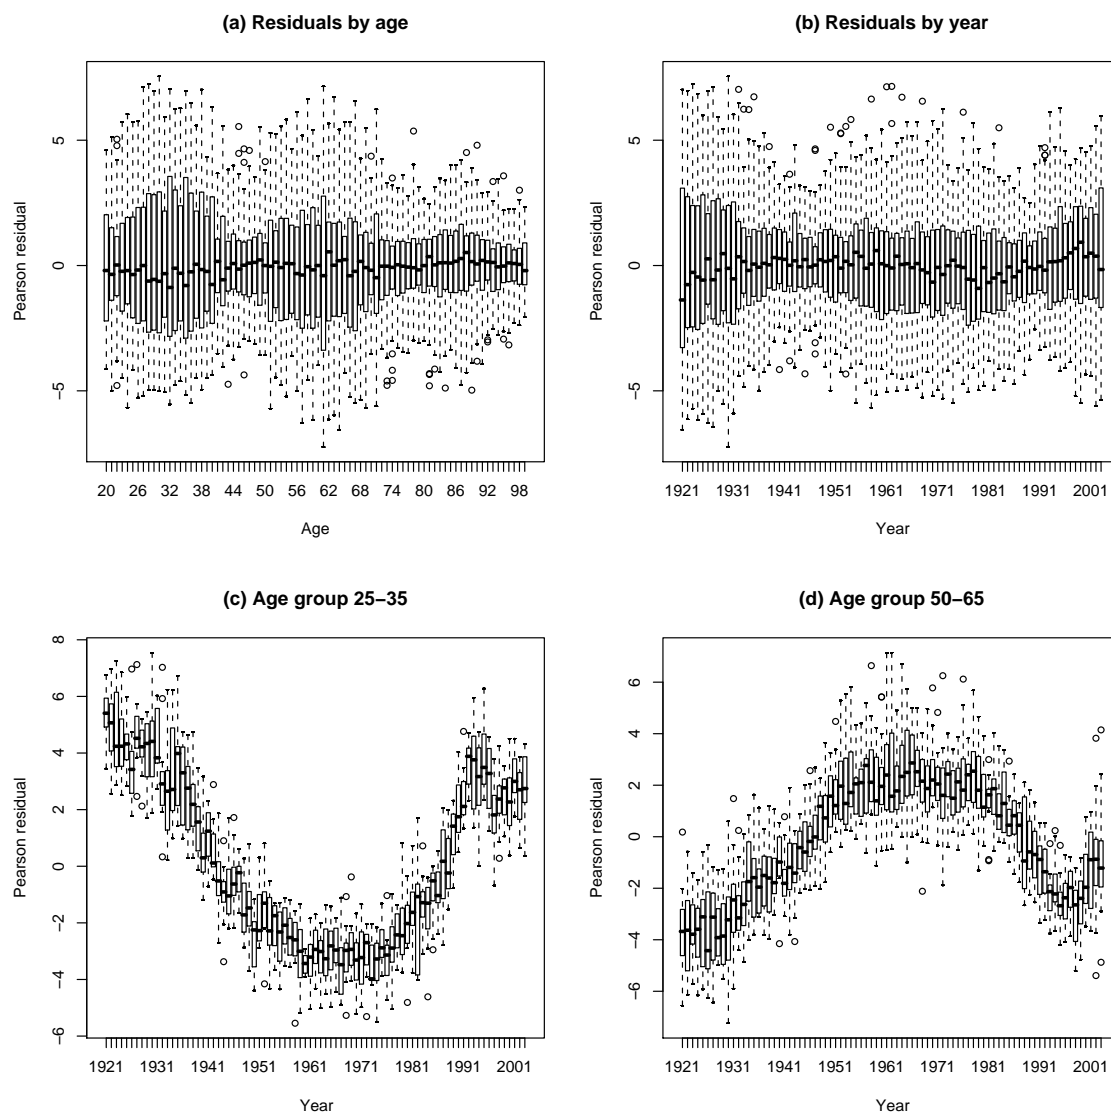 (a) Residuals by age
5
0
−5
Pearson residual
20 26 32 38 44 50 56 62 68 74 80 86 92 98
Age
(b) Residuals by year
5
0
−5
Pearson residual
1921 1931 1941 1951 1961 1971 1981 1991 2001
Year
(c) Age group 25−35
8
6
4
2
0
−2
−4
−6
Pearson residual
1921 1931 1941 1951 1961 1971 1981 1991 2001
Year
(d) Age group 50−65
6
4
2
0
−2
−4
−6
Pearson residual
1921 1931 1941 1951 1961 1971 1981 1991 2001
Year